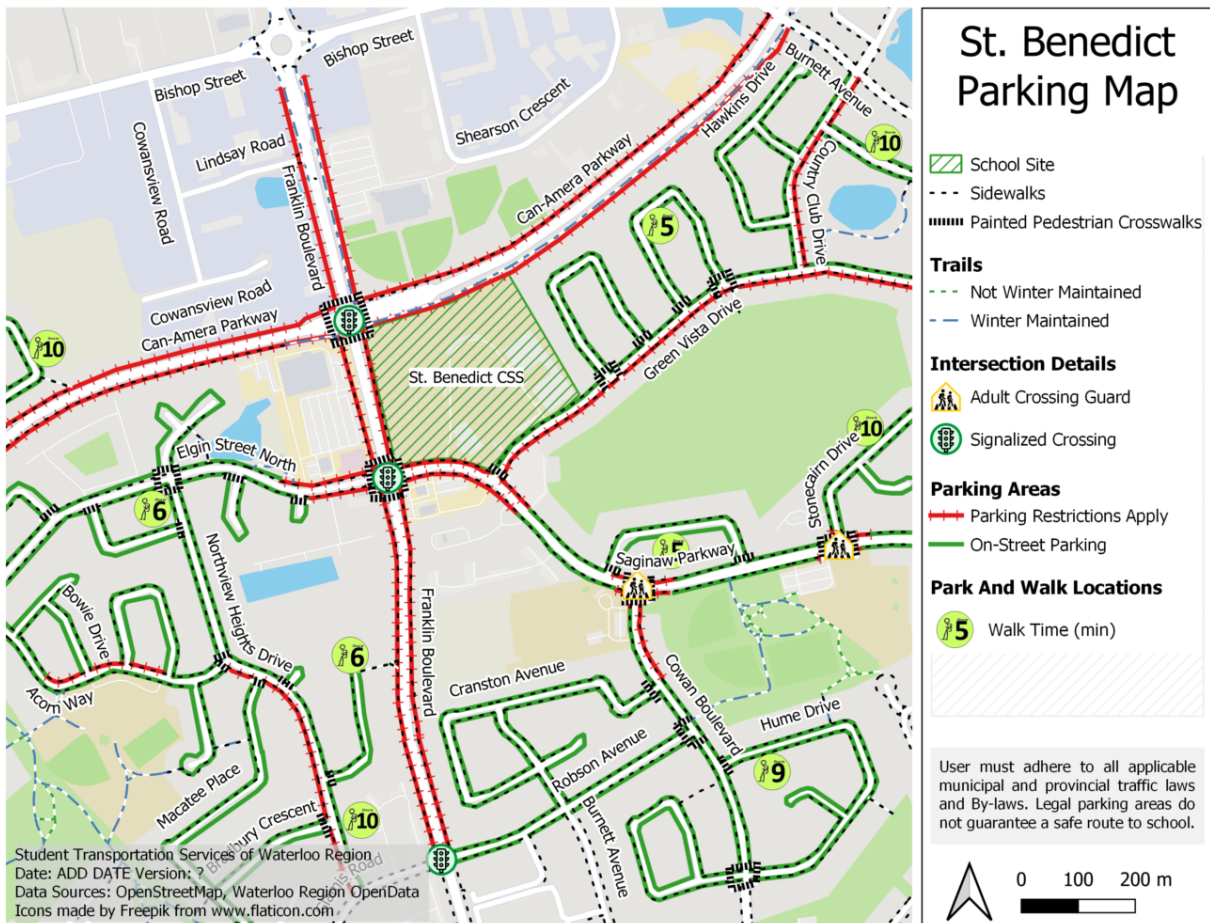 St. Benedict
Parking Map
School Site
Sidewalks
Painted Pedestrian Crosswalks
Trails
Not Winter Maintained
Winter Maintained
Intersection Details
Adult Crossing Guard
Signalized Crossing
Parking Areas
Parking Restrictions Apply
On-Street Parking
Park And Walk Locations
5
Walk Time (min)
User must adhere to all applicable
municipal and provincial traffic laws
and By-laws. Legal parking areas do
not guarantee a safe route to school.
0 100 200 m
Bishop Street
Bishop Street
Burnett Avenue
Hawkins Drive
Cowansview Road
Lindsay Road
Shearson Crescent
10
Country Club Drive
Franklin Boulevard
Can-Amera Parkway
5
Cowansview Road
Can-Amera Parkway
10
Green Vista Drive
St. Benedict CSS
Elgin Street North
10
Stonecairn Drive
6
Saginaw Parkway
5
Northview Heights Drive
Bowie Drive
6
Franklin Boulevard
Acorn Way
Cranston Avenue
Cowan Boulevard
Hume Drive
Robson Avenue
9
Macatee Place
Burnett Avenue
Bradbury Crescent
10
Student Transportation Services of Waterloo Region
Date: ADD DATE Version: ?
Data Sources: OpenStreetMap, Waterloo Region OpenData
Icons made by Freepik from www.flaticon.com